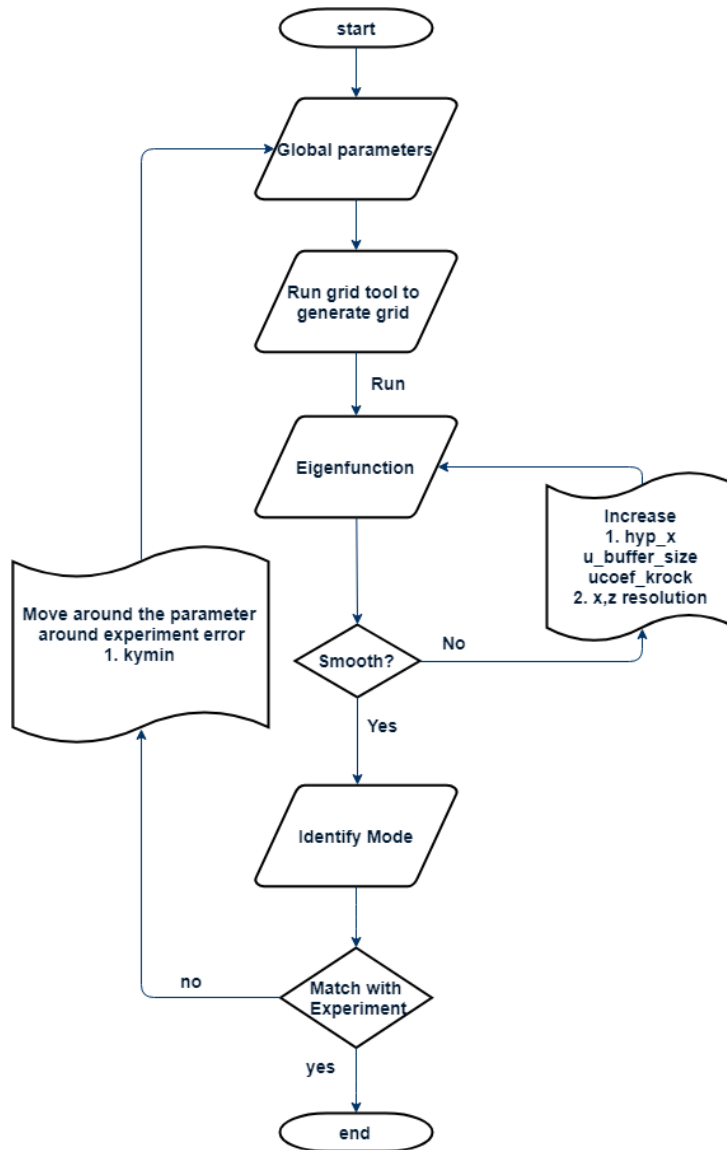 start
Global parameters
Run grid tool to
generate grid
Run
Eigenfunction
Increase
1. hyp_x
u_buffer_size
ucoef_krock
2. x,z resolution
Move around the parameter
around experiment error
1. kymin
Smooth?
No
Yes
Identify Mode
no
Match with
Experiment
yes
end